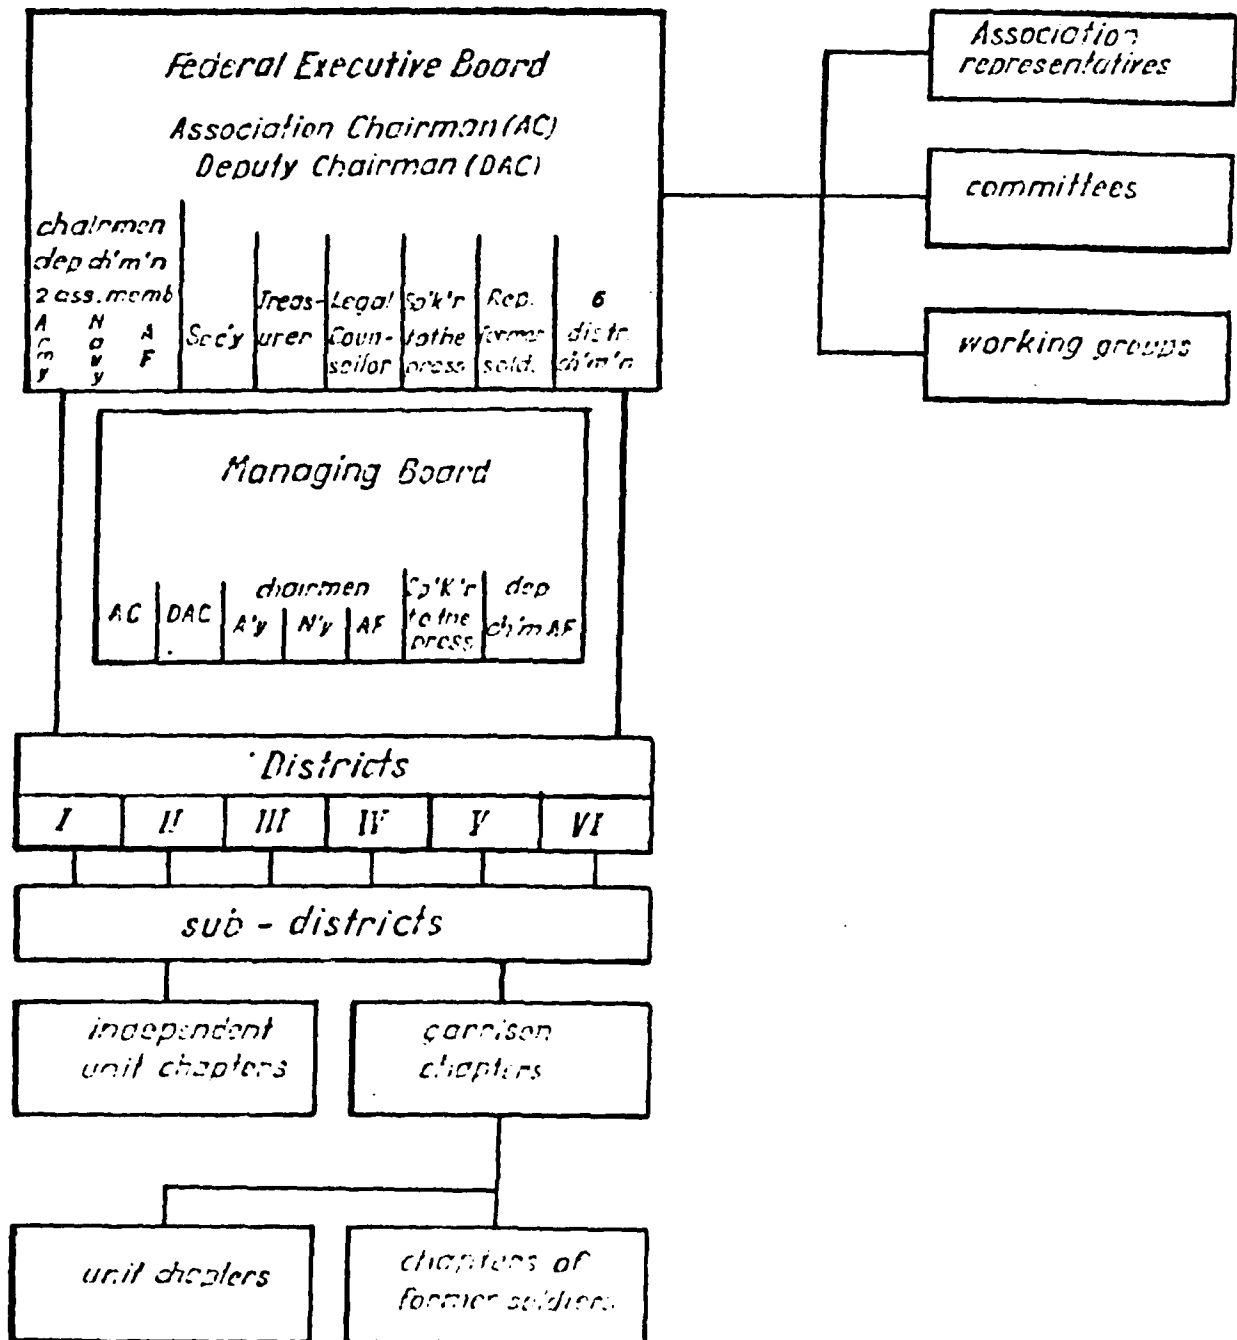 Federal Executive Board
Association Chairman (AC)
Deputy Chairman (DAC)
chairmen
dep ch'm'n
2 ass. memb
Army
Navy
AF
Sec'y
Treas-
urer
Legal
Coun-
sellor
Sp'k'r
to the
press
Rep.
former
sold.
6
distr.
ch'm'n
Association
representatives
committees
working groups
Managing Board
AC
DAC
chairmen
A'y
N'y
AF
Sp'K'r
to the
press
dep
ch'm AF
Districts
I II III IV V VI
sub - districts
independent
unit chapters
garrison
chapters
unit chapters
chapters of
former soldiers